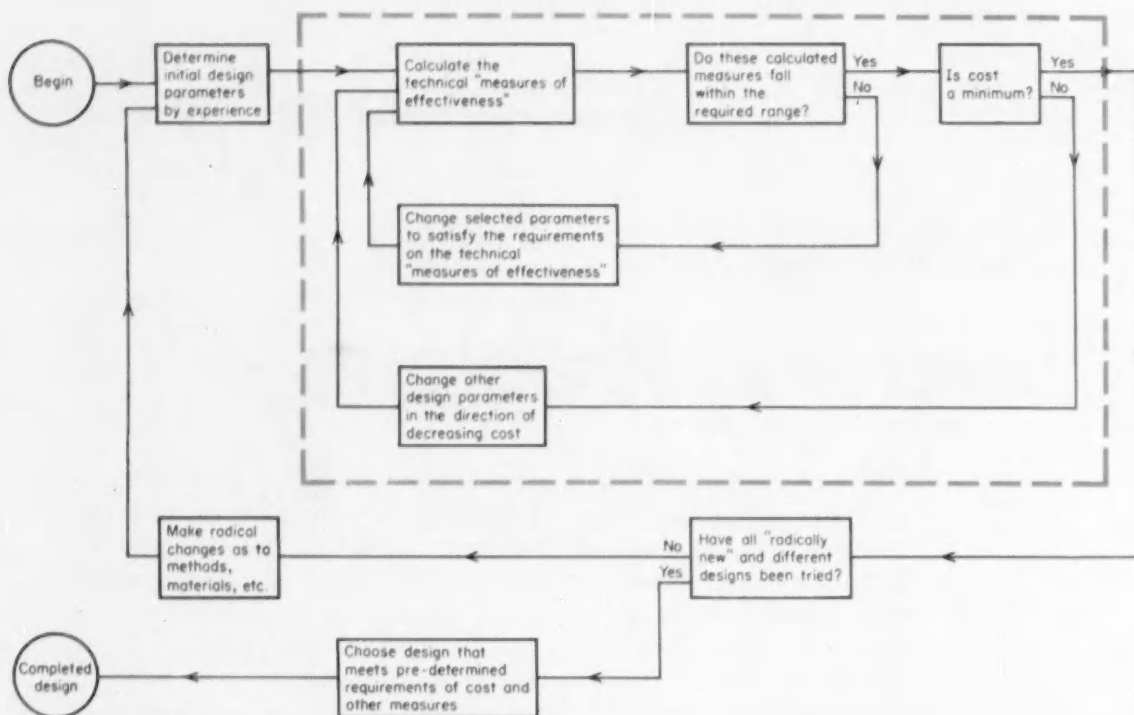 Begin
Determine
initial design
parameters
by experience
Calculate the
technical "measures of
effectiveness"
Do these calculated
measures fall
within the
required range?
Yes
No
Is cost
a minimum?
Yes
No
Change selected parameters
to satisfy the requirements
on the technical
"measures of effectiveness"
Change other
design parameters
in the direction of
decreasing cost
Make radical
changes as to
methods,
materials, etc.
No
Yes
Have all "radically
new" and different
designs been tried?
Completed
design
Choose design that
meets pre-determined
requirements of cost and
other measures